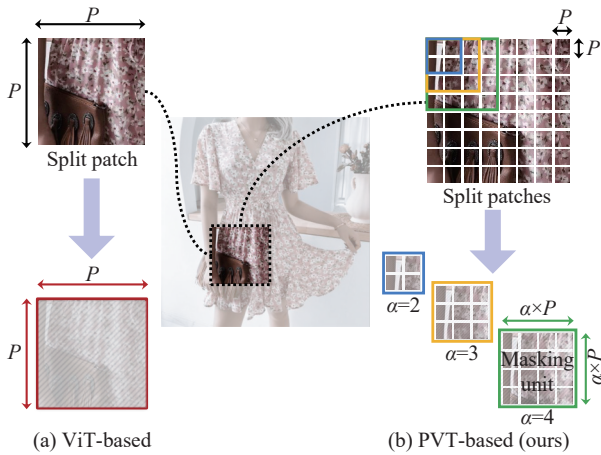 P
P
Split patch
P
P
(a) ViT-based
P
P
Split patches
α=2
α=3
α×P
α×P
Masking
unit
α=4
(b) PVT-based (ours)